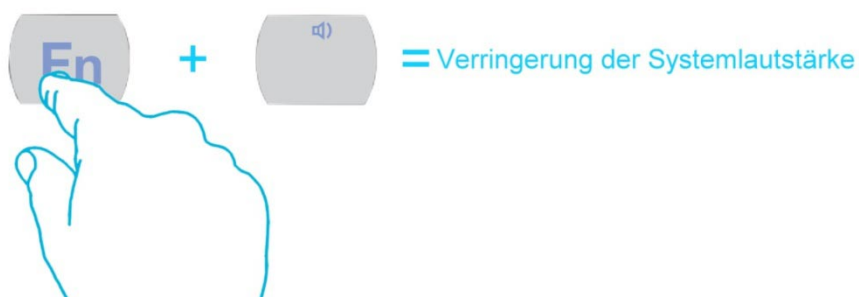 Fn + = Verringerung der Systemlautstärke